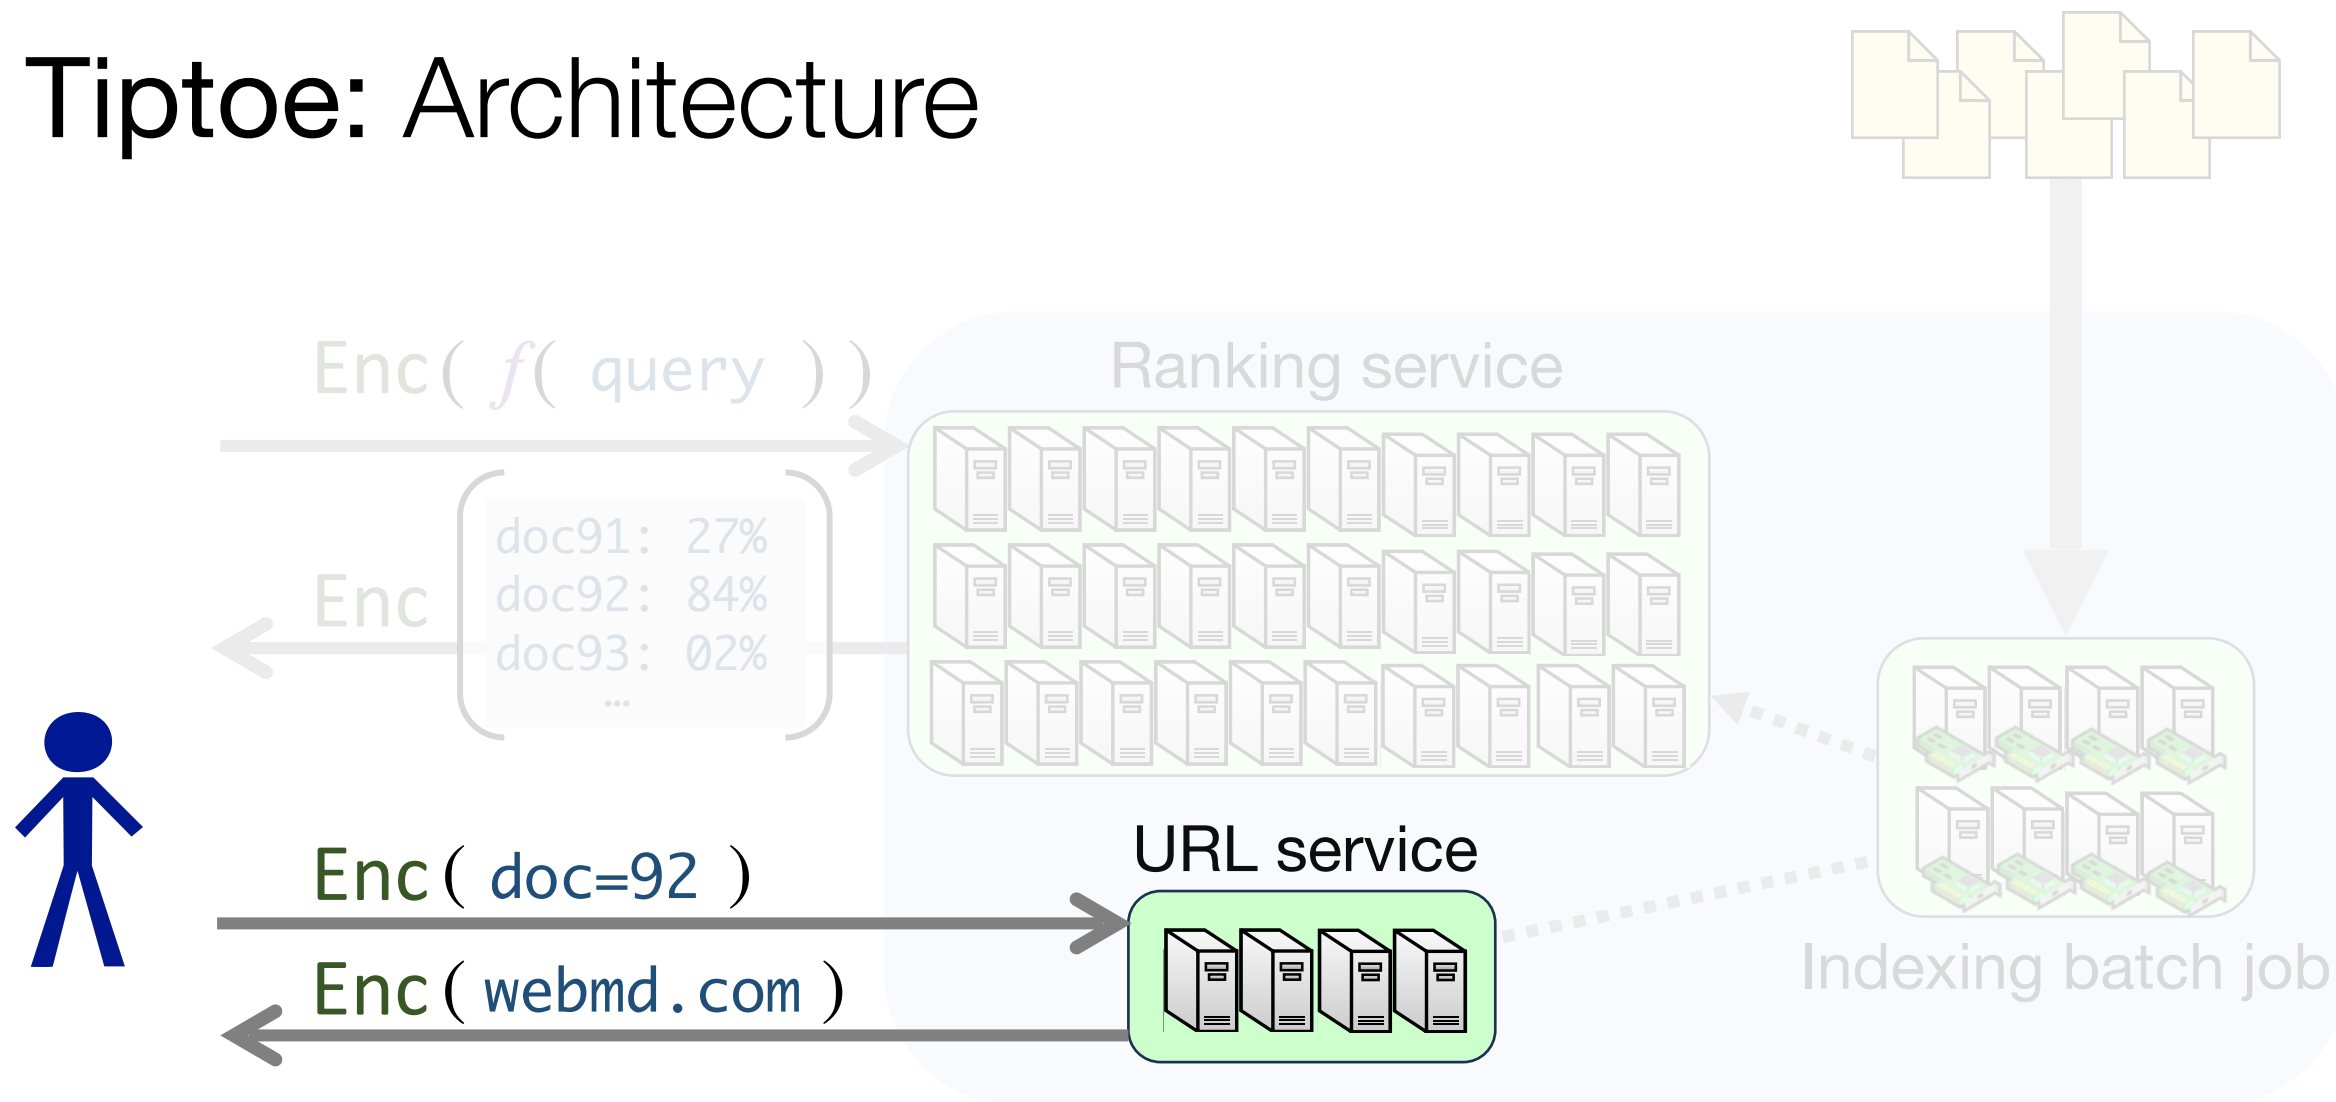 Tiptoe: Architecture
Enc( f( query ) )
Ranking service
Enc
doc91: 27%
doc92: 84%
doc93: 02%
…
URL service
Enc( doc=92 )
Enc( webmd.com )
Indexing batch job